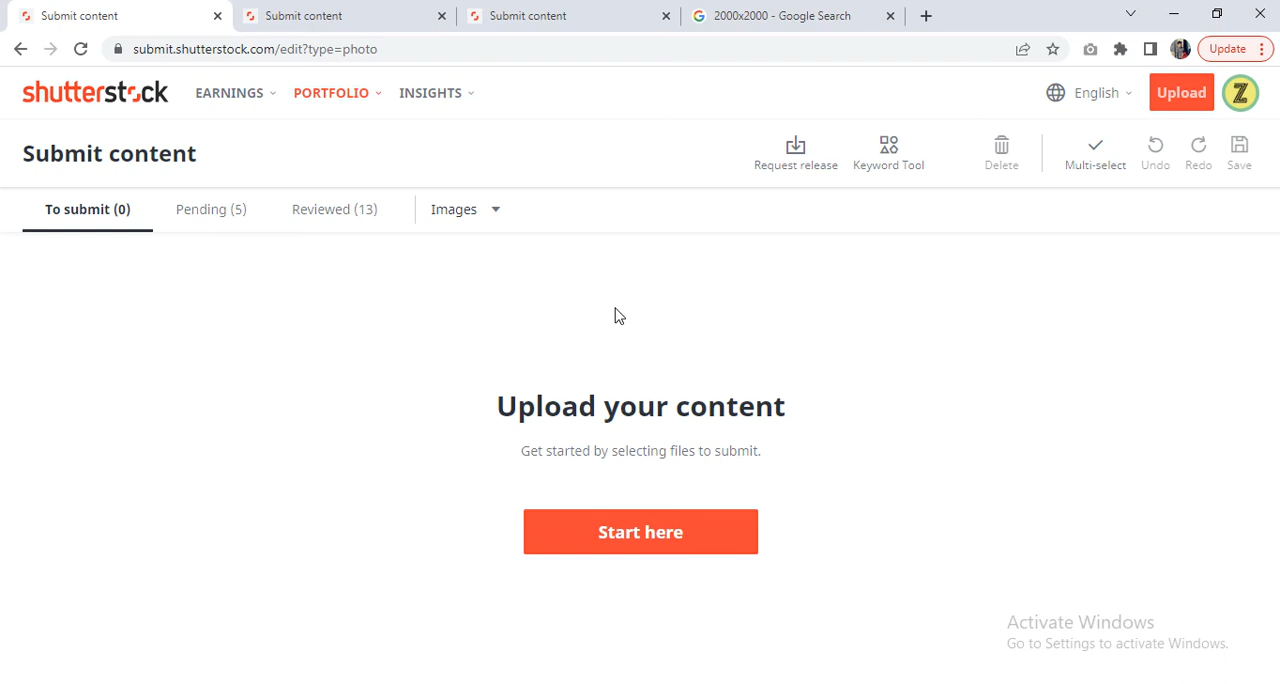 Submit content
Submit content
Submit content
2000x2000 - Google Search
submit.shutterstock.com/edit?type=photo
Update
shutterstock
EARNINGS
PORTFOLIO
INSIGHTS
English
Upload
Z
Submit content
Request release
Keyword Tool
Delete
Multi-select
Undo
Redo
Save
To submit (0)
Pending (5)
Reviewed (13)
Images
Upload your content
Get started by selecting files to submit.
Start here
Activate Windows
Go to Settings to activate Windows.